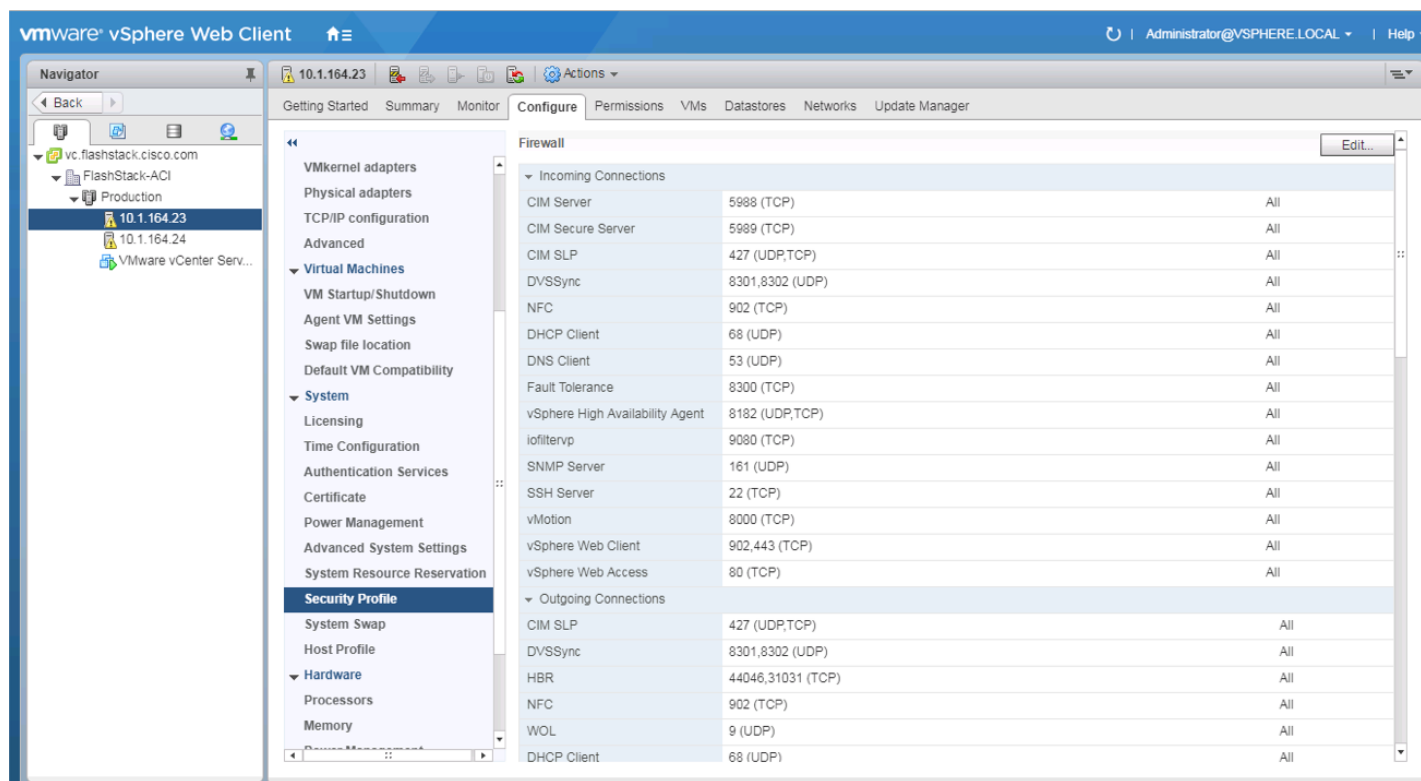 vmware® vSphere Web Client
Administrator@VSPHERE.LOCAL
Help
Navigator
Back
vc.flashstack.cisco.com
FlashStack-ACI
Production
10.1.164.23
10.1.164.24
VMware vCenter Serv...
10.1.164.23 Actions
Getting Started Summary Monitor Configure Permissions VMs Datastores Networks Update Manager
VMkernel adapters
Physical adapters
TCP/IP configuration
Advanced
Virtual Machines
VM Startup/Shutdown
Agent VM Settings
Swap file location
Default VM Compatibility
System
Licensing
Time Configuration
Authentication Services
Certificate
Power Management
Advanced System Settings
System Resource Reservation
Security Profile
System Swap
Host Profile
Hardware
Processors
Memory
Power Management
Firewall
Edit...
Incoming Connections
CIM Server 5988 (TCP) All
CIM Secure Server 5989 (TCP) All
CIM SLP 427 (UDP,TCP) All
DVSSync 8301,8302 (UDP) All
NFC 902 (TCP) All
DHCP Client 68 (UDP) All
DNS Client 53 (UDP) All
Fault Tolerance 8300 (TCP) All
vSphere High Availability Agent 8182 (UDP,TCP) All
iofiltervp 9080 (TCP) All
SNMP Server 161 (UDP) All
SSH Server 22 (TCP) All
vMotion 8000 (TCP) All
vSphere Web Client 902,443 (TCP) All
vSphere Web Access 80 (TCP) All
Outgoing Connections
CIM SLP 427 (UDP,TCP) All
DVSSync 8301,8302 (UDP) All
HBR 44046,31031 (TCP) All
NFC 902 (TCP) All
WOL 9 (UDP) All
DHCP Client 68 (UDP) All